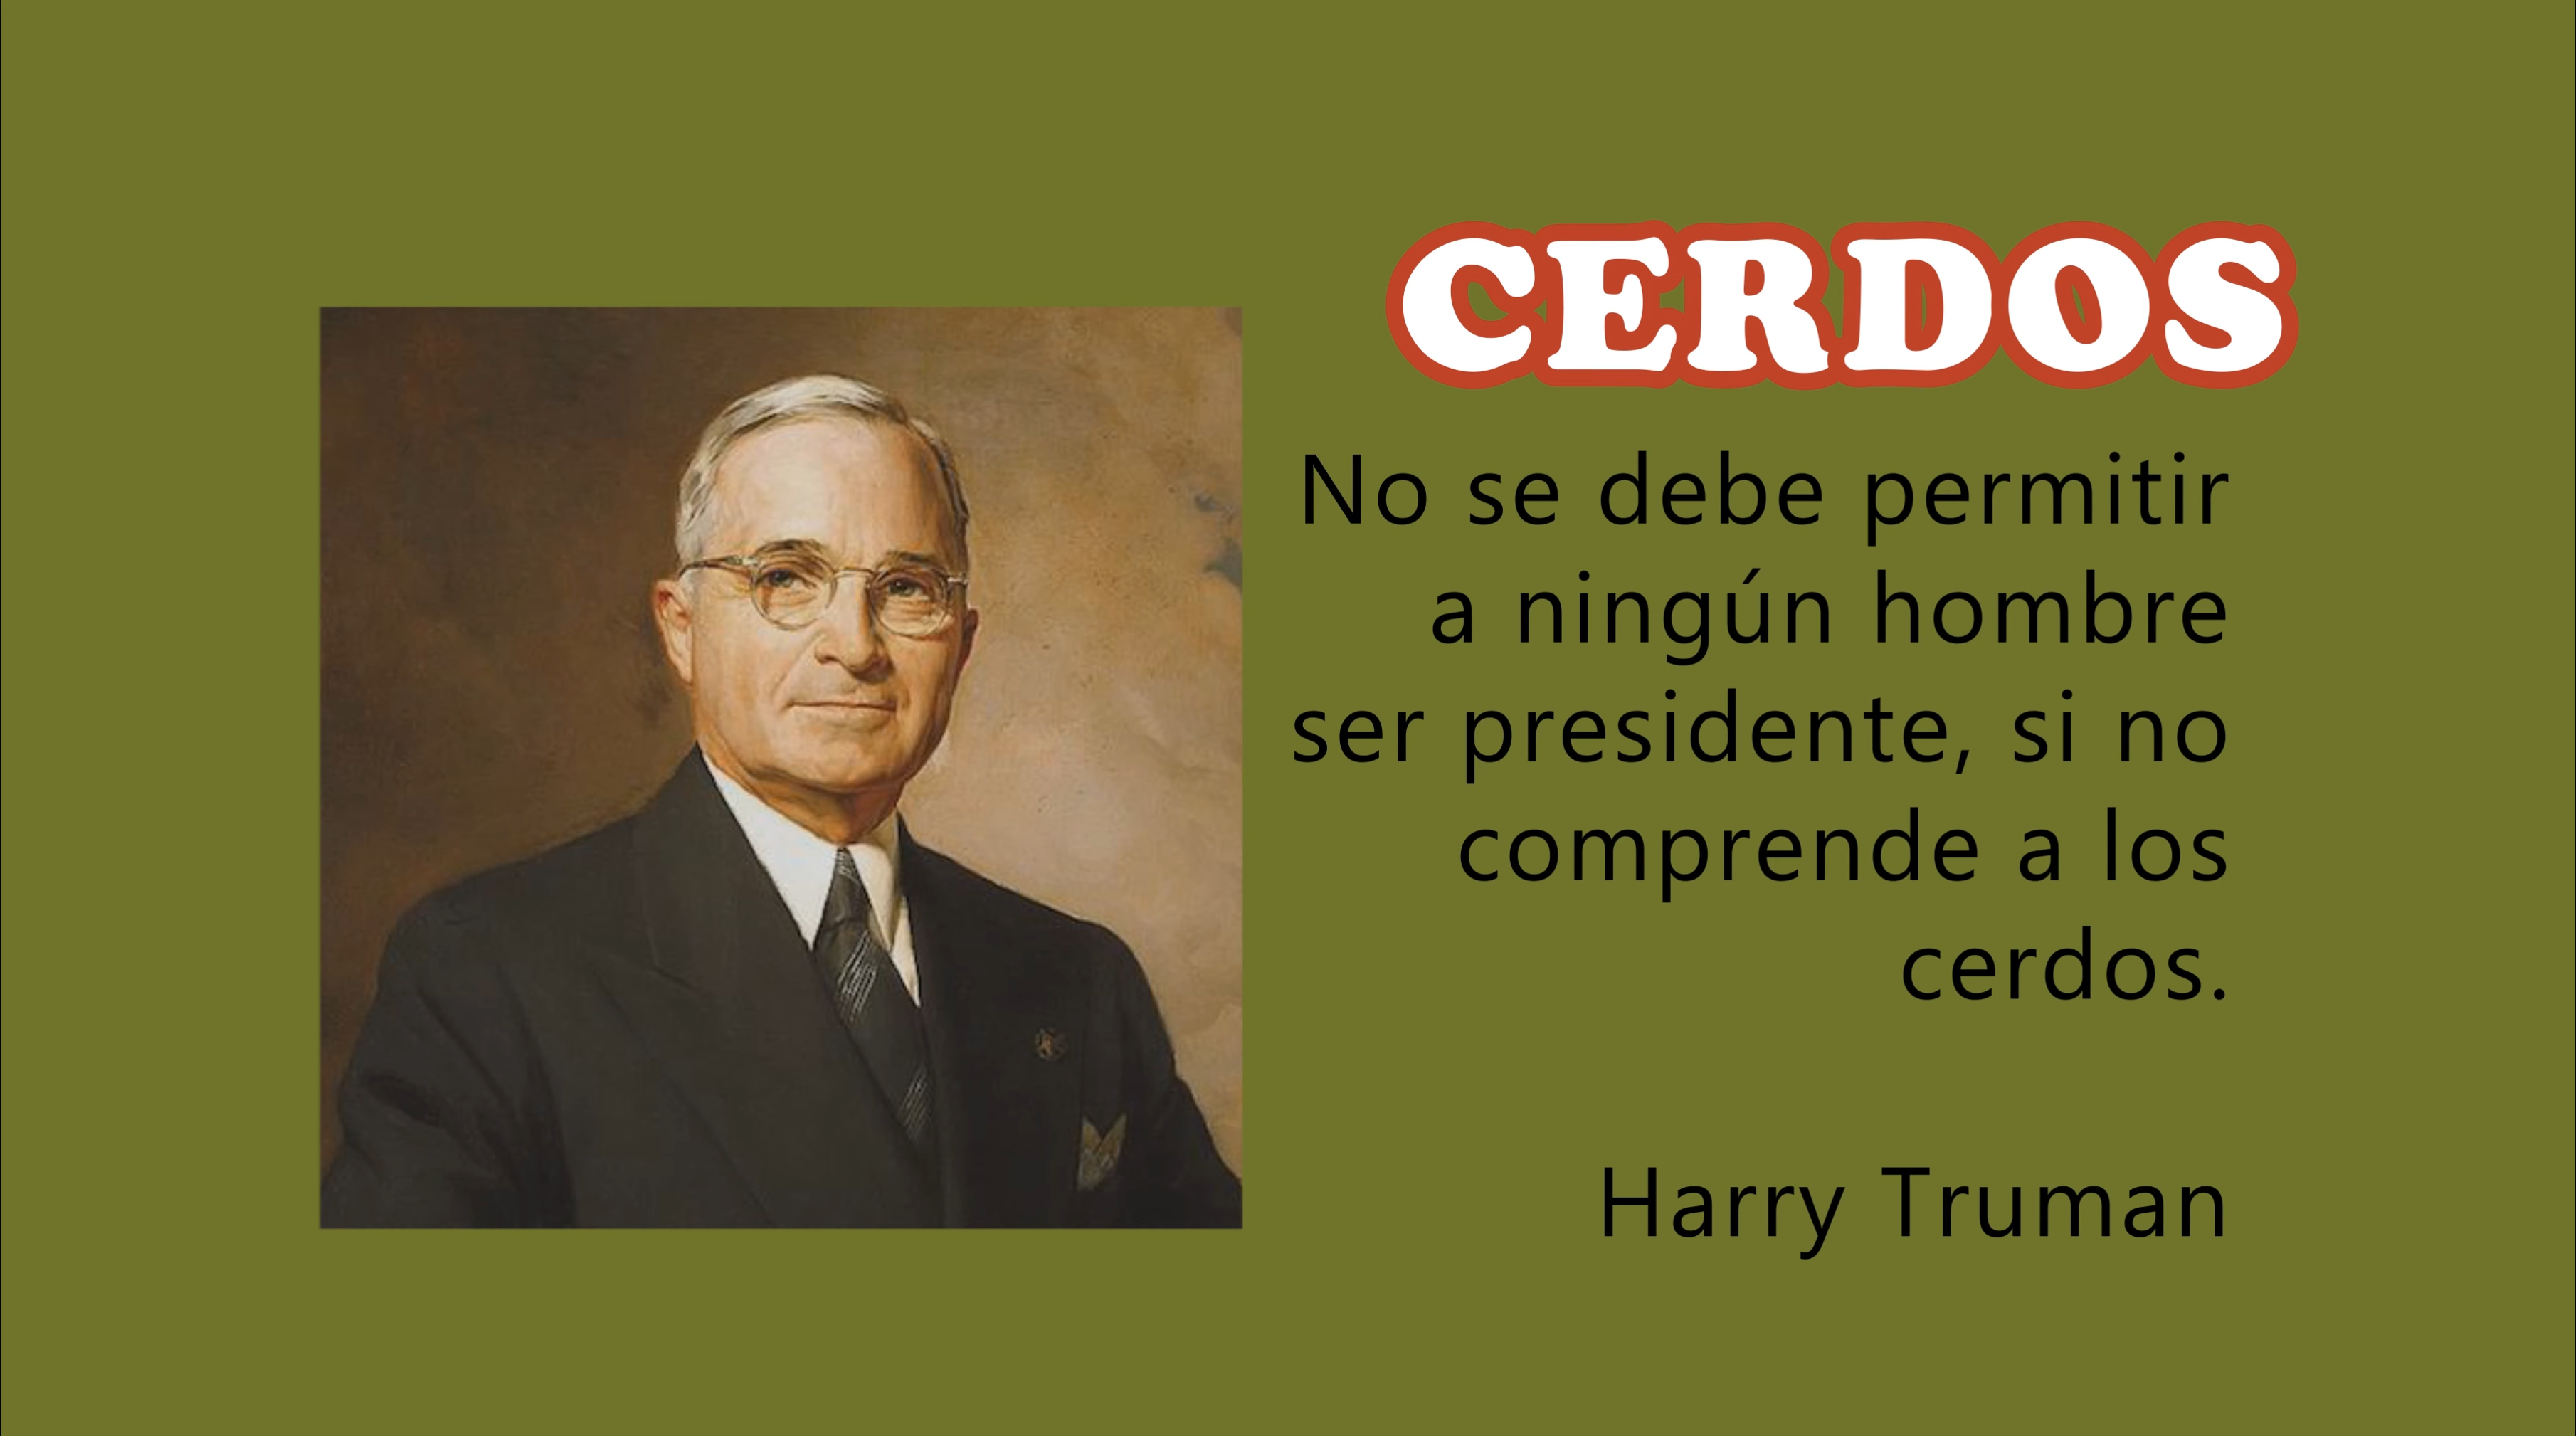 CERDOS
No se debe permitir
a ningún hombre
ser presidente, si no
comprende a los
cerdos.
Harry Truman